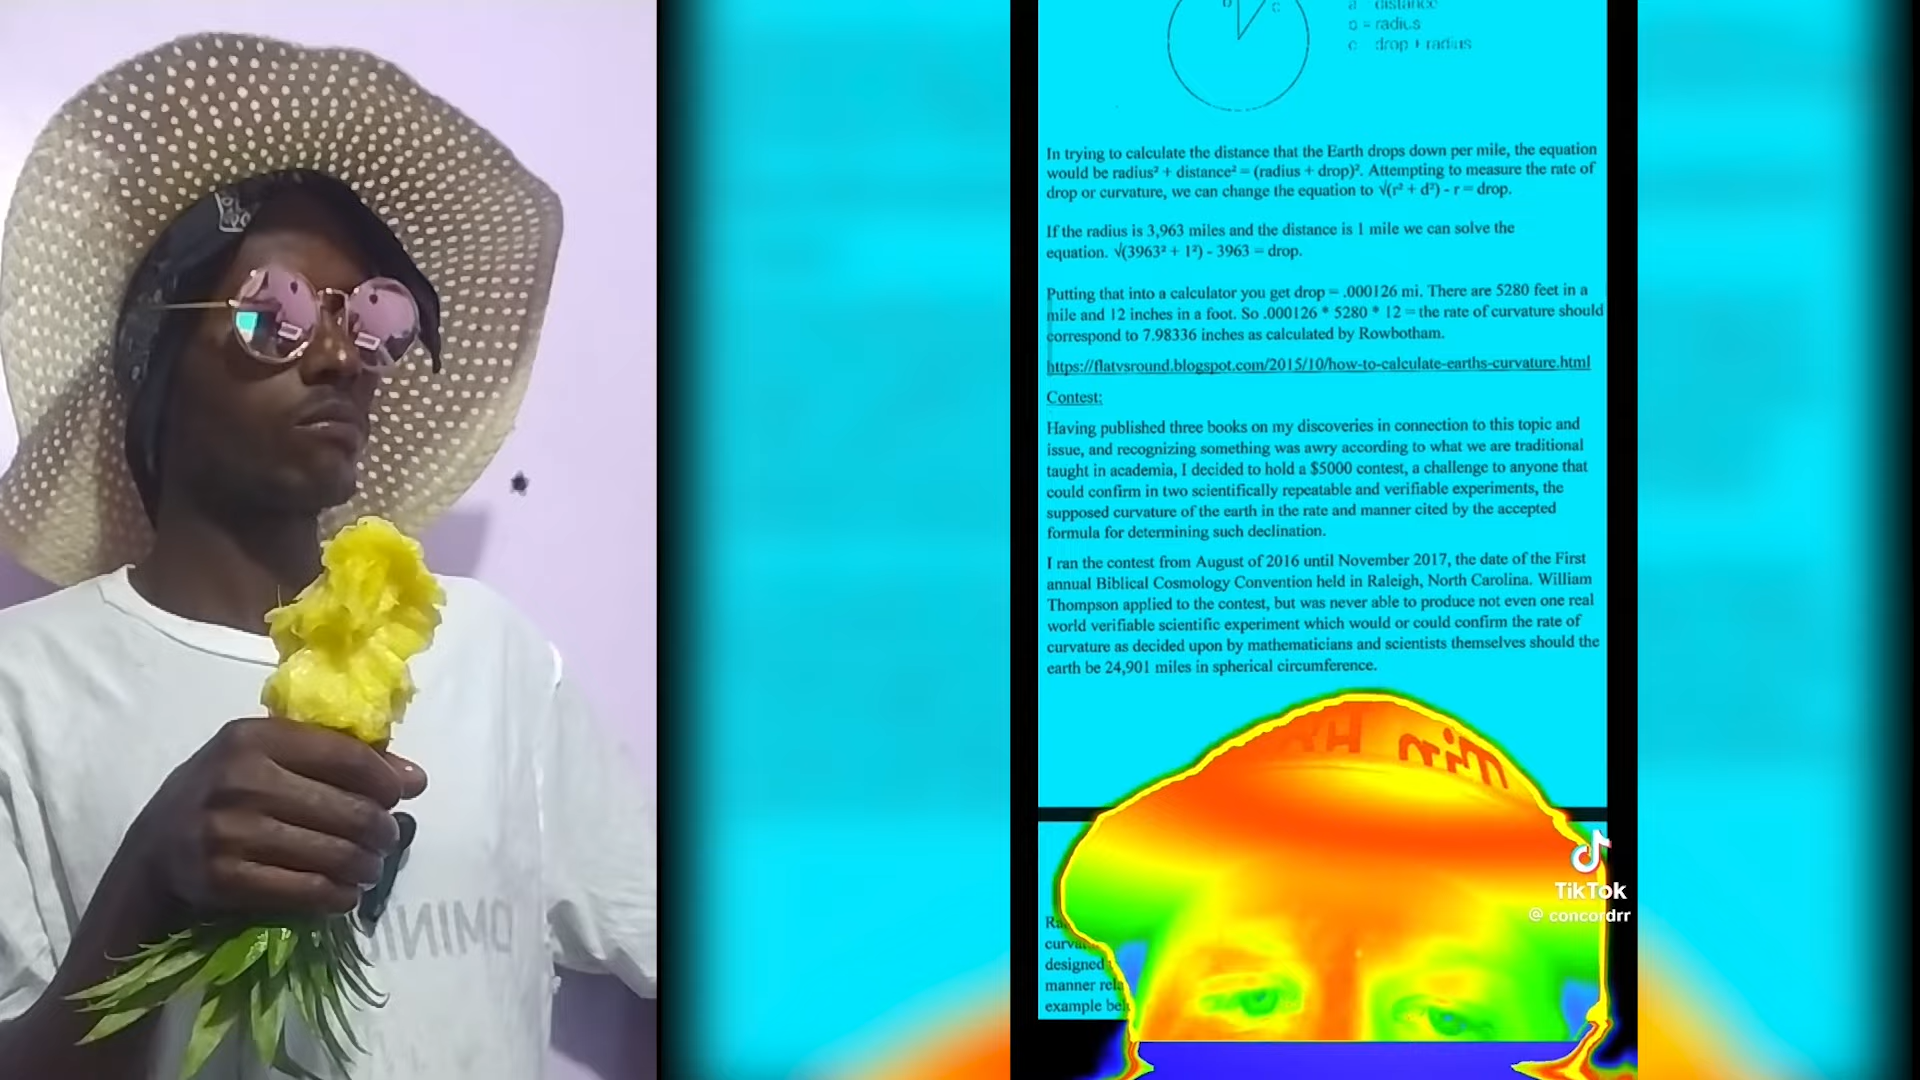 a distance
b = radius
c drop + radius
b
c
In trying to calculate the distance that the Earth drops down per mile, the equation
would be radius² + distance² = (radius + drop)². Attempting to measure the rate of
drop or curvature, we can change the equation to √(r² + d²) - r = drop.
If the radius is 3,963 miles and the distance is 1 mile we can solve the
equation. √(3963² + 1²) - 3963 = drop.
Putting that into a calculator you get drop = .000126 mi. There are 5280 feet in a
mile and 12 inches in a foot. So .000126 * 5280 * 12 = the rate of curvature should
correspond to 7.98336 inches as calculated by Rowbotham.
https://flatvsround.blogspot.com/2015/10/how-to-calculate-earths-curvature.html
Contest:
Having published three books on my discoveries in connection to this topic and
issue, and recognizing something was awry according to what we are traditional
taught in academia, I decided to hold a $5000 contest, a challenge to anyone that
could confirm in two scientifically repeatable and verifiable experiments, the
supposed curvature of the earth in the rate and manner cited by the accepted
formula for determining such declination.
I ran the contest from August of 2016 until November 2017, the date of the First
annual Biblical Cosmology Convention held in Raleigh, North Carolina. William
Thompson applied to the contest, but was never able to produce not even one real
world verifiable scientific experiment which would or could confirm the rate of
curvature as decided upon by mathematicians and scientists themselves should the
earth be 24,901 miles in spherical circumference.
TikTok
@concordrr
designed
manner
example